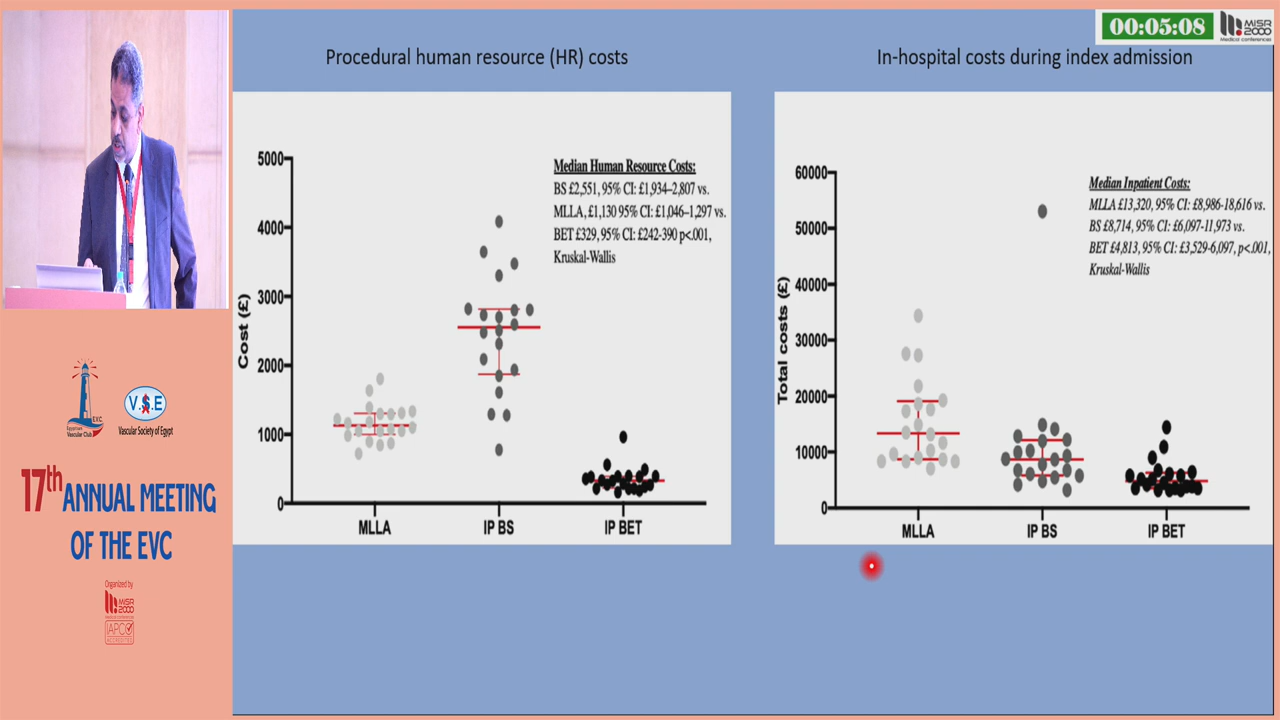 00:05:08
MISR
2000
Medical conferences
Procedural human resource (HR) costs
In-hospital costs during index admission
Median Human Resource Costs:
BS £2,551, 95% CI: £1,934–2,807 vs.
MLLA, £1,130 95% CI: £1,046–1,297 vs.
BET £329, 95% CI: £242-390 p<.001,
Kruskal-Wallis
Cost (£)
5000
4000
3000
2000
1000
0
MLLA
IP BS
IP BET
Median Inpatient Costs:
MLLA £13,320, 95% CI: £8,986-18,616 vs.
BS £8,714, 95% CI: £6,097-11,973 vs.
BET £4,813, 95% CI: £3,529-6,097, p<.001,
Kruskal-Wallis
Total costs (£)
60000
50000
40000
30000
20000
10000
0
MLLA
IP BS
IP BET
E.V.C
Egyptian
Vascular Club
V.S.E
Vascular Society of Egypt
17th ANNUAL MEETING
OF THE EVC
Organized by
MISR
2000
Medical conferences
IAPCO
ACCREDITED